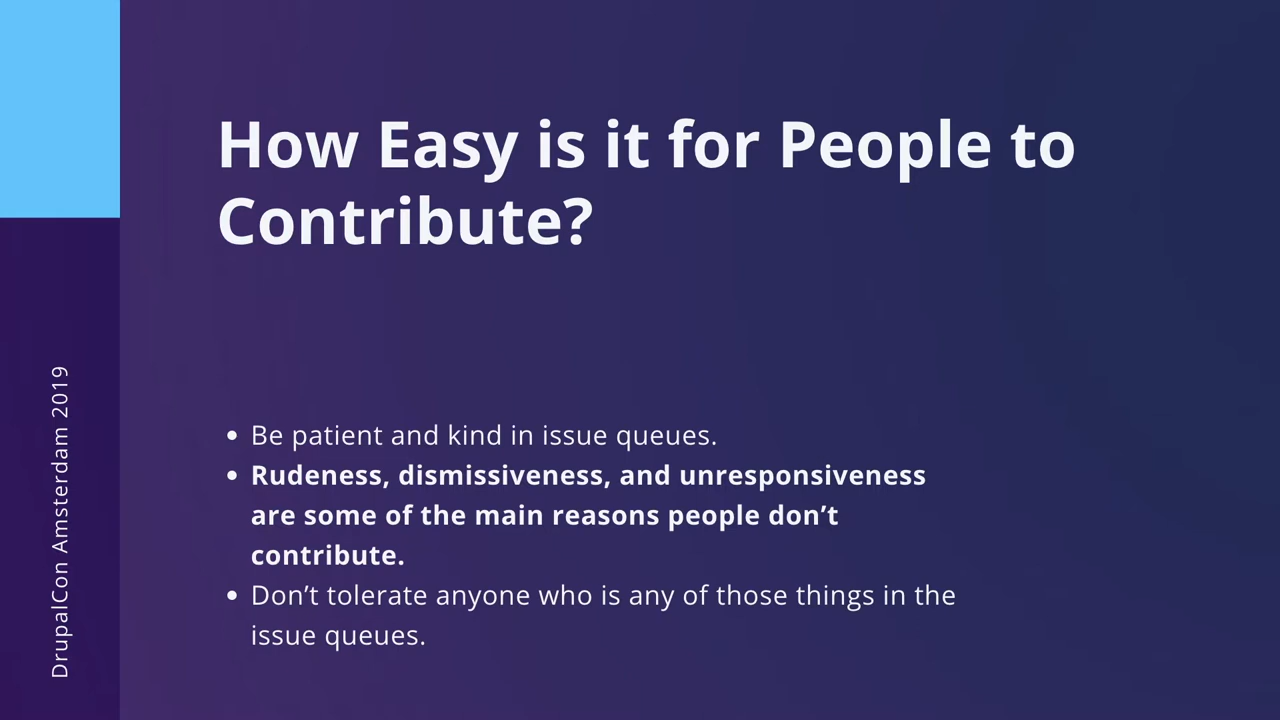 How Easy is it for People to
Contribute?
• Be patient and kind in issue queues.
• Rudeness, dismissiveness, and unresponsiveness
are some of the main reasons people don’t
contribute.
• Don’t tolerate anyone who is any of those things in the
issue queues.
DrupalCon Amsterdam 2019